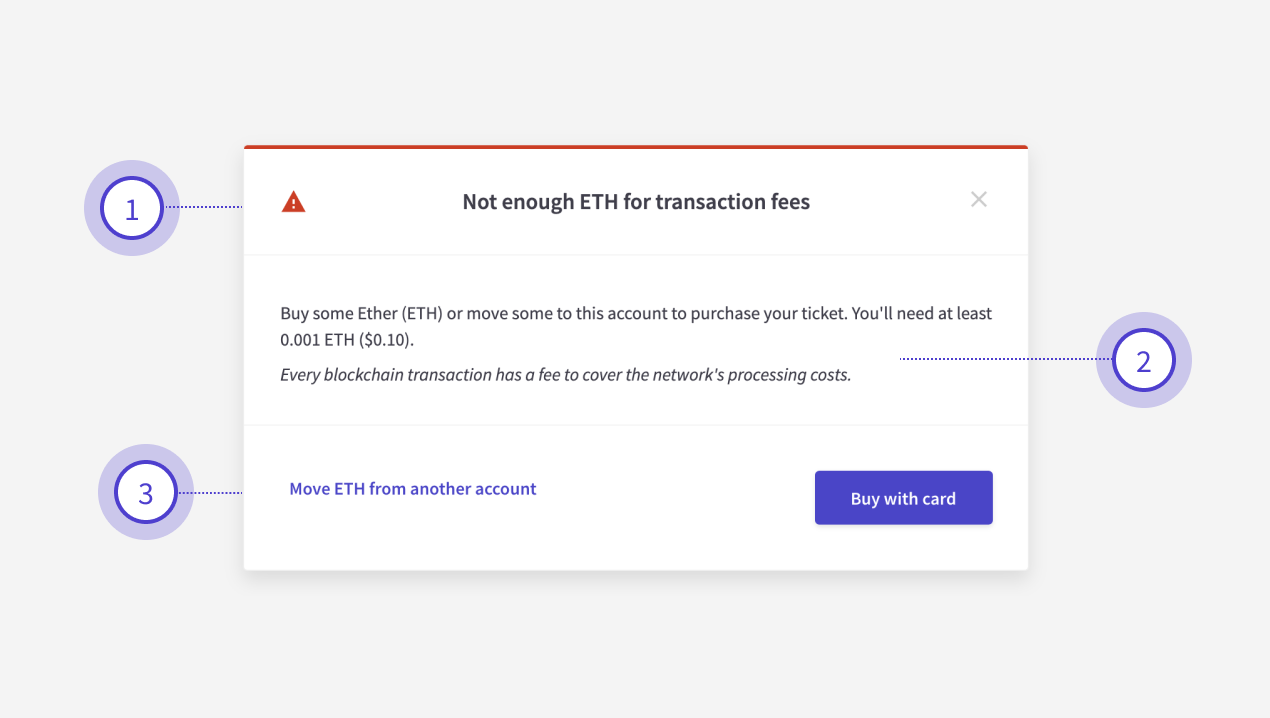 1
Not enough ETH for transaction fees
Buy some Ether (ETH) or move some to this account to purchase your ticket. You'll need at least
0.001 ETH ($0.10).
2
Every blockchain transaction has a fee to cover the network's processing costs.
3
Move ETH from another account
Buy with card